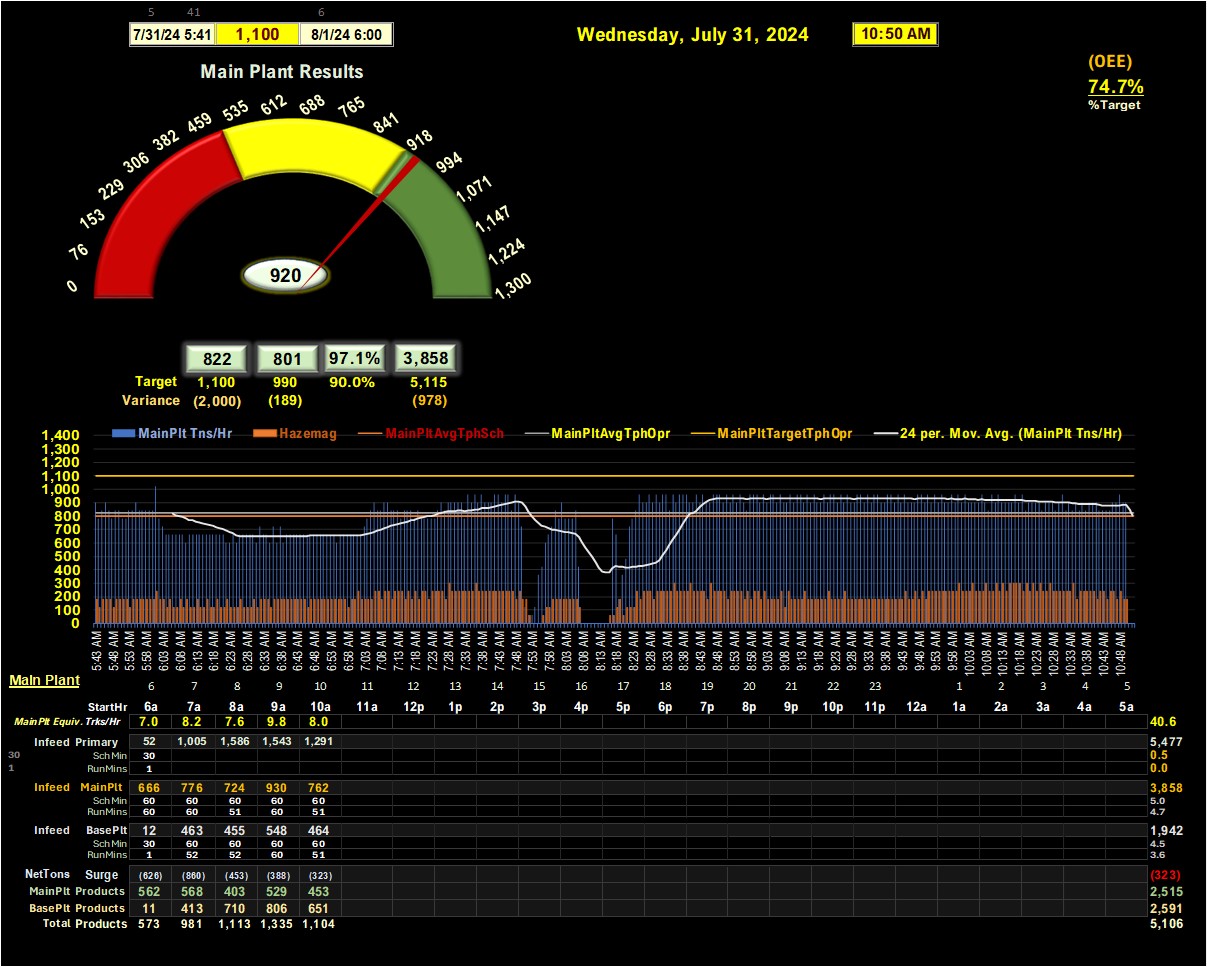 5 41 6
7/31/24 5:41 1,100 8/1/24 6:00 Wednesday, July 31, 2024 10:50 AM
(OEE)
74.7%
%Target
Main Plant Results
0 76 153 229 306 382 459 535 612 688 765 841 918 994 1,071 1,147 1,224 1,300
920
822 801 97.1% 3,858
Target 1,100 990 90.0% 5,115
Variance (2,000) (189) (978)
MainPlt Tns/Hr Hazemag MainPltAvgTphSch MainPltAvgTphOpr MainPltTargetTphOpr 24 per. Mov. Avg. (MainPlt Tns/Hr)
1,400
1,300
1,200
1,100
1,000
900
800
700
600
500
400
300
200
100
0
5:43 AM 5:48 AM 5:53 AM 5:58 AM 6:03 AM 6:08 AM 6:13 AM 6:18 AM 6:23 AM 6:28 AM 6:33 AM 6:38 AM 6:43 AM 6:48 AM 6:53 AM 6:58 AM 7:03 AM 7:08 AM 7:13 AM 7:18 AM 7:23 AM 7:28 AM 7:33 AM 7:38 AM 7:43 AM 7:48 AM 7:53 AM 7:58 AM 8:03 AM 8:08 AM 8:13 AM 8:18 AM 8:23 AM 8:28 AM 8:33 AM 8:38 AM 8:43 AM 8:48 AM 8:53 AM 8:58 AM 9:03 AM 9:08 AM 9:13 AM 9:18 AM 9:23 AM 9:28 AM 9:33 AM 9:38 AM 9:43 AM 9:48 AM 9:53 AM 9:58 AM 10:03 AM 10:08 AM 10:13 AM 10:18 AM 10:23 AM 10:28 AM 10:33 AM 10:38 AM 10:43 AM 10:48 AM
Main Plant
6 7 8 9 10 11 12 13 14 15 16 17 18 19 20 21 22 23 1 2 3 4 5
StartHr 6a 7a 8a 9a 10a 11a 12p 1p 2p 3p 4p 5p 6p 7p 8p 9p 10p 11p 12a 1a 2a 3a 4a 5a
MainPlt Equiv. Trks/Hr 7.0 8.2 7.6 9.8 8.0 40.6
Infeed Primary 52 1,005 1,586 1,543 1,291 5,477
30 Sch Min 30 0.5
1 RunMins 1 0.0
Infeed MainPlt 666 776 724 930 762 3,858
Sch Min 60 60 60 60 60 5.0
RunMins 60 60 51 60 51 4.7
Infeed BasePlt 12 463 455 548 464 1,942
Sch Min 30 60 60 60 60 4.5
RunMins 1 52 52 60 51 3.6
NetTons Surge (626) (860) (453) (388) (323) (323)
MainPlt Products 562 568 403 529 453 2,515
BasePlt Products 11 413 710 806 651 2,591
Total Products 573 981 1,113 1,335 1,104 5,106